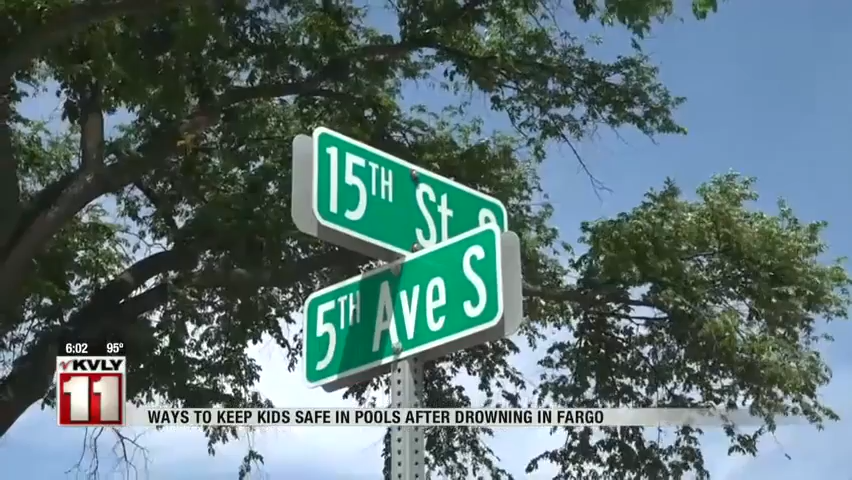 15TH St S
5TH Ave S
6:02 95°
KVLY
11
WAYS TO KEEP KIDS SAFE IN POOLS AFTER DROWNING IN FARGO